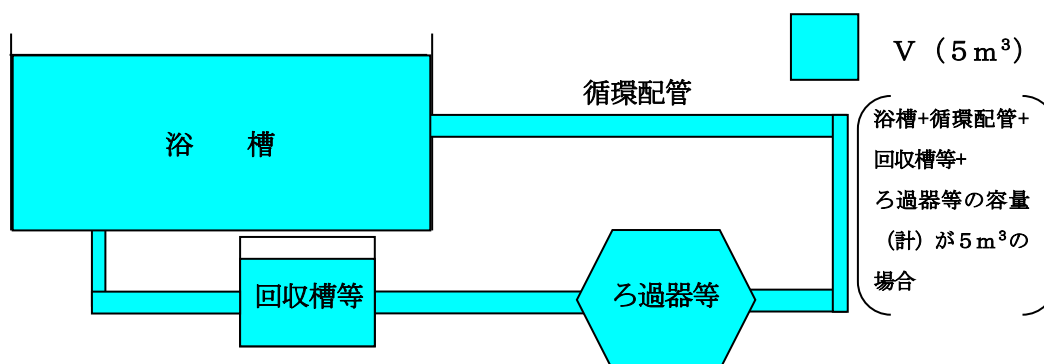 Ｖ（５ｍ³）
循環配管
浴槽+循環配管+
回収槽等+
ろ過器等の容量
（計）が５ｍ³の
場合
浴　槽
回収槽等
ろ過器等